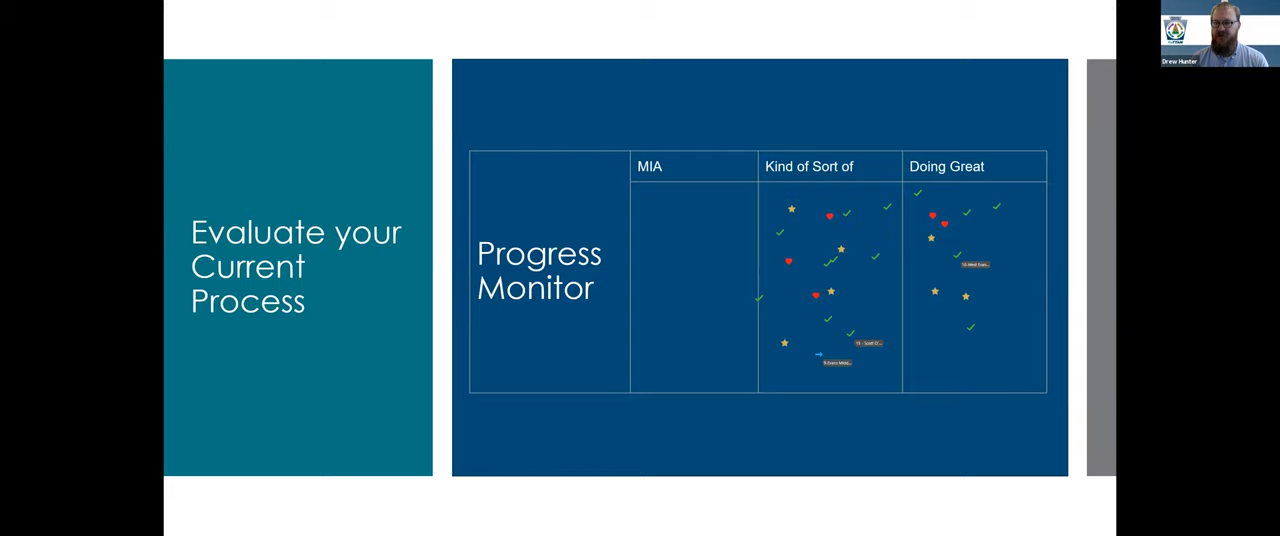 Drew Hunter
Evaluate your
Current
Process
MIA
Kind of Sort of
Doing Great
Progress
Monitor